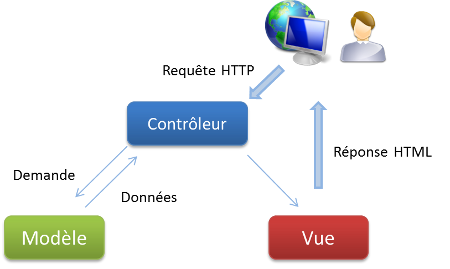 Requête HTTP
Contrôleur
Réponse HTML
Demande
Données
Modèle
Vue